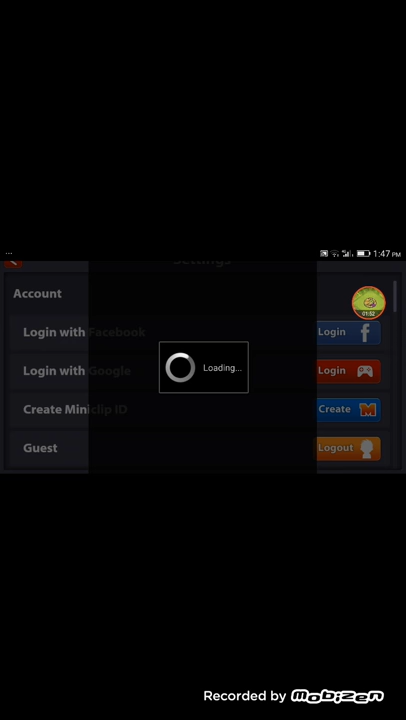 ... 1:47 PM
Settings
Account
01:52
Login with Facebook
Login f
Login with Google
Login
Create Miniclip ID
Create M
Guest
Logout
Loading...
Recorded by MOBIZEN